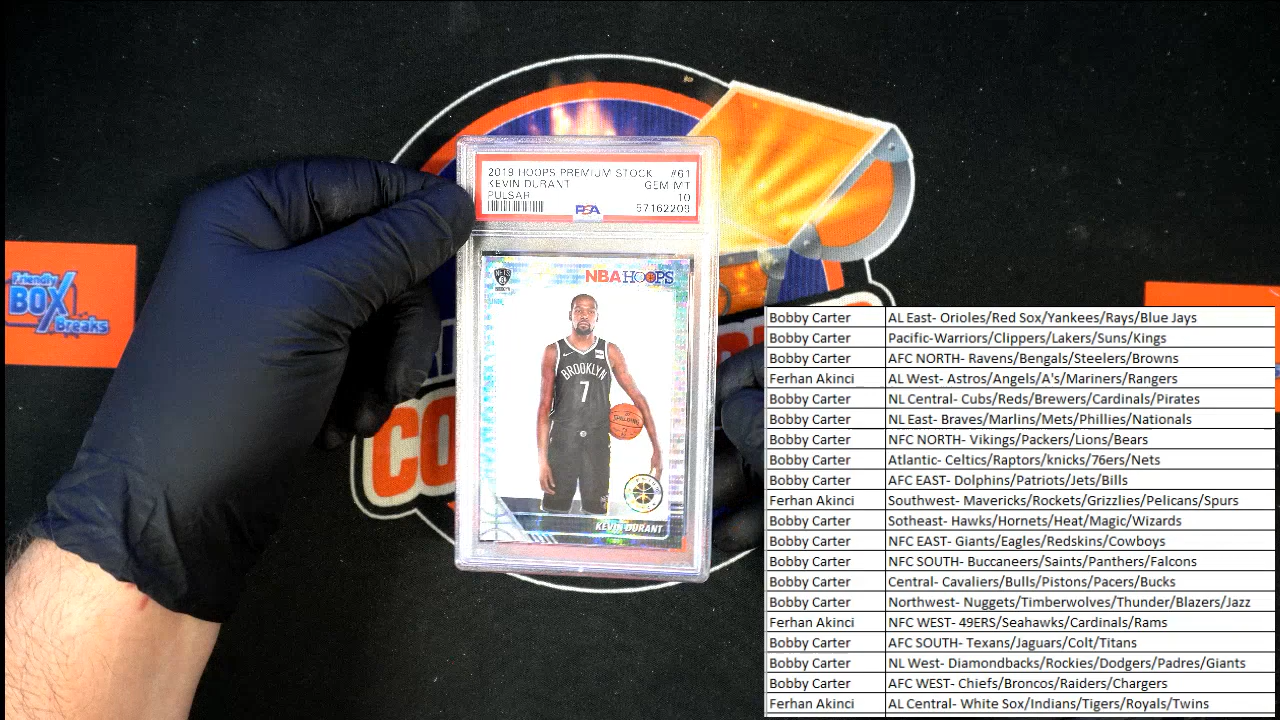 2019 HOOPS PREMIUM STOCK #61
KEVIN DURANT GEM MT
PULSAR 10
PSA 57162209
NBA HOOPS
BROOKLYN
7
SPALDING
KEVIN DURANT
Friendly
BOX
Breaks
CO
Bobby Carter AL East- Orioles/Red Sox/Yankees/Rays/Blue Jays
Bobby Carter Pacific-Warriors/Clippers/Lakers/Suns/Kings
Bobby Carter AFC NORTH- Ravens/Bengals/Steelers/Browns
Ferhan Akinci AL West- Astros/Angels/A's/Mariners/Rangers
Bobby Carter NL Central- Cubs/Reds/Brewers/Cardinals/Pirates
Bobby Carter NL East- Braves/Marlins/Mets/Phillies/Nationals
Bobby Carter NFC NORTH- Vikings/Packers/Lions/Bears
Bobby Carter Atlantic- Celtics/Raptors/knicks/76ers/Nets
Bobby Carter AFC EAST- Dolphins/Patriots/Jets/Bills
Ferhan Akinci Southwest- Mavericks/Rockets/Grizzlies/Pelicans/Spurs
Bobby Carter Sotheast- Hawks/Hornets/Heat/Magic/Wizards
Bobby Carter NFC EAST- Giants/Eagles/Redskins/Cowboys
Bobby Carter NFC SOUTH- Buccaneers/Saints/Panthers/Falcons
Bobby Carter Central- Cavaliers/Bulls/Pistons/Pacers/Bucks
Bobby Carter Northwest- Nuggets/Timberwolves/Thunder/Blazers/Jazz
Ferhan Akinci NFC WEST- 49ERS/Seahawks/Cardinals/Rams
Bobby Carter AFC SOUTH- Texans/Jaguars/Colt/Titans
Bobby Carter NL West- Diamondbacks/Rockies/Dodgers/Padres/Giants
Bobby Carter AFC WEST- Chiefs/Broncos/Raiders/Chargers
Ferhan Akinci AL Central- White Sox/Indians/Tigers/Royals/Twins